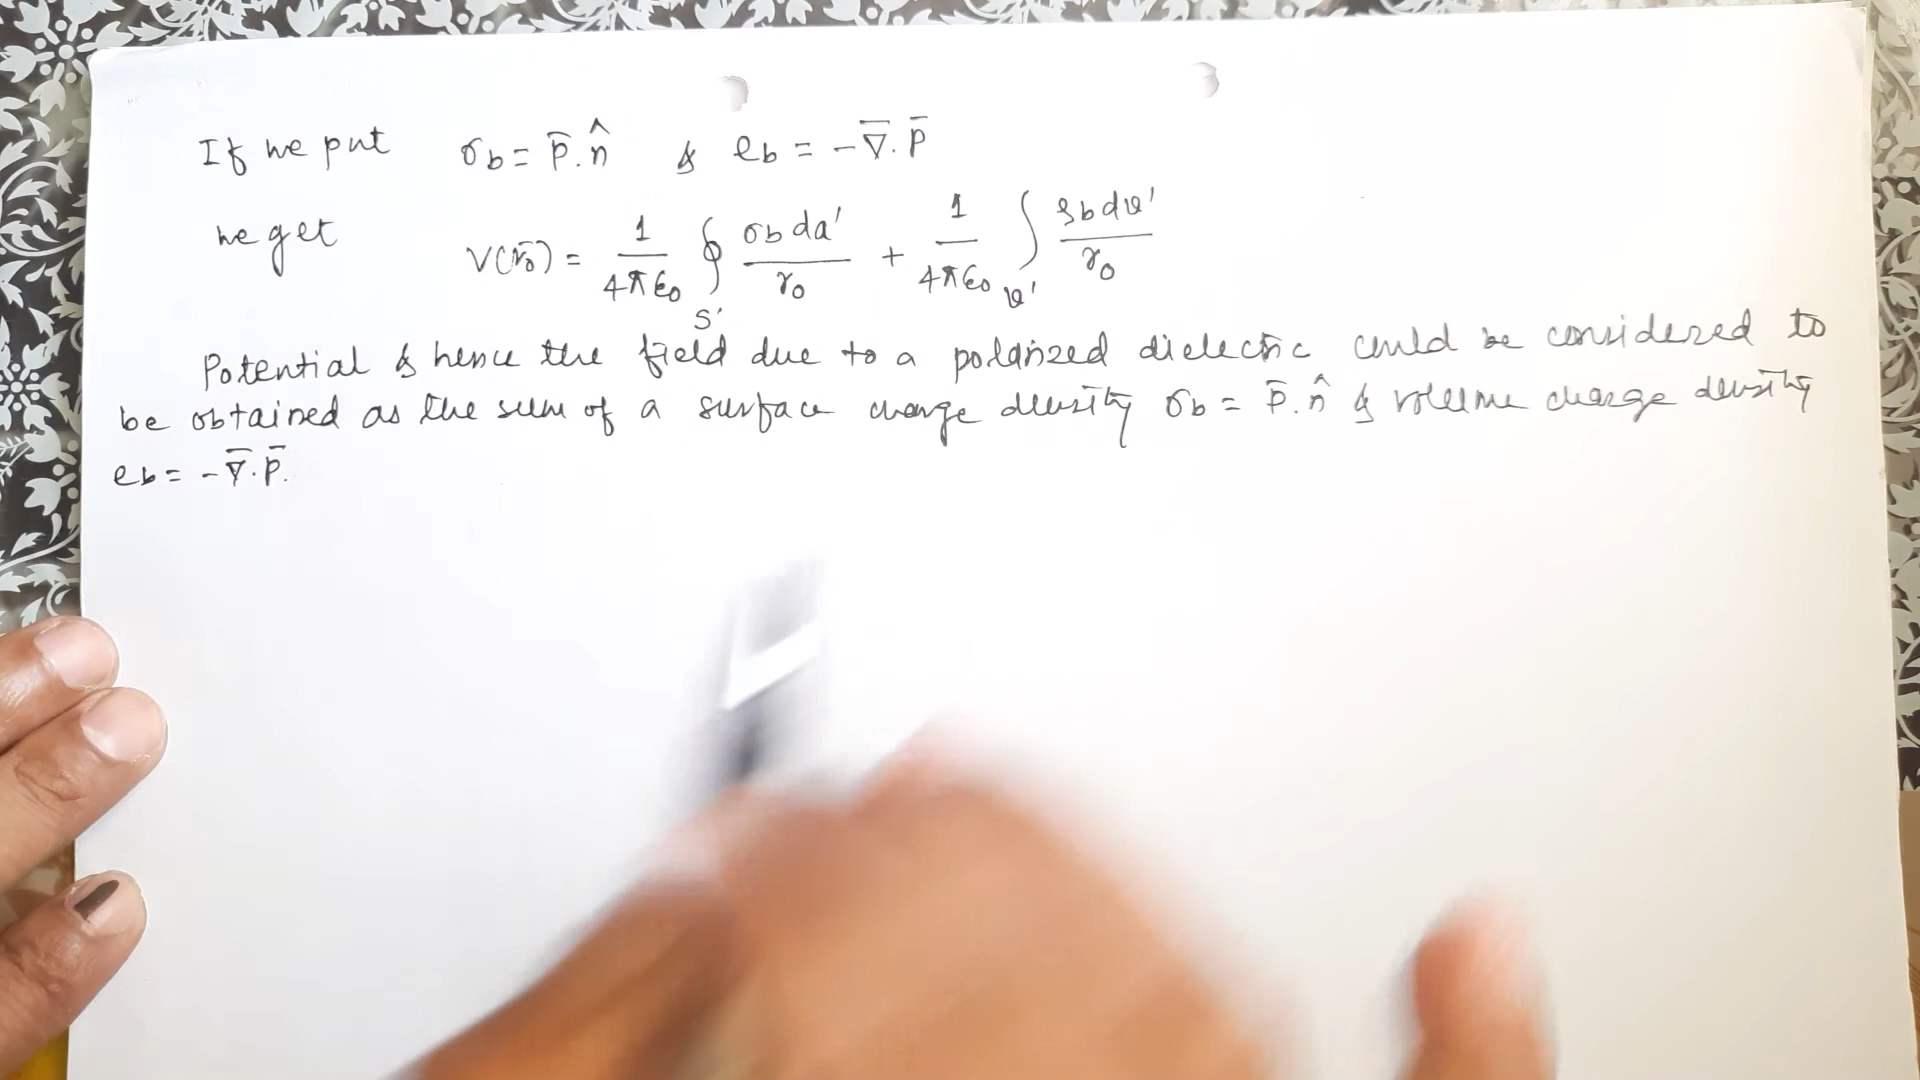 If we put σb = p̄.n̂ & ρb = -∇̄.p̄
we get V(r̄₀) = 1/4πϵ₀ ∮S' σb da'/r₀ + 1/4πϵ₀ ∫v' ρb dv'/r₀
Potential & hence the field due to a polarized dielectric could be considered to
be obtained as the sum of a surface charge density σb = p̄.n̂ & volume charge density
ρb = -∇̄.p̄.